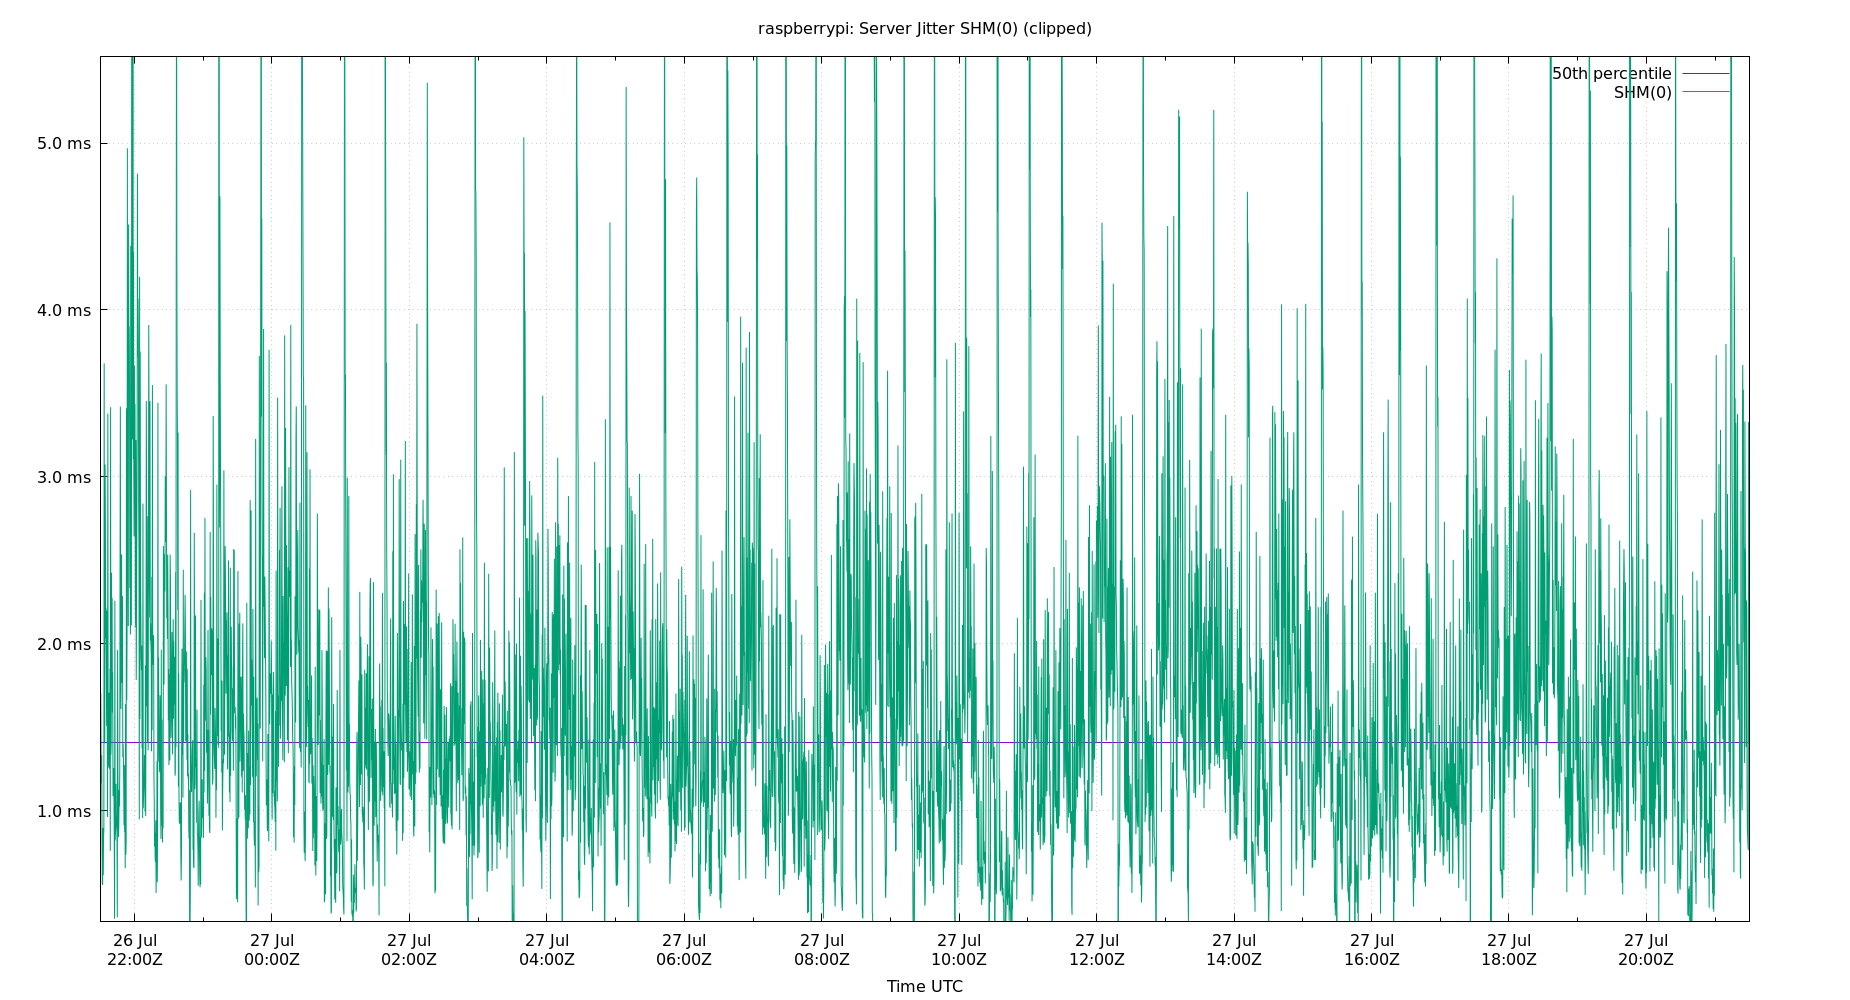 raspberrypi: Server Jitter SHM(0) (clipped)
50th percentile
SHM(0)
5.0 ms
4.0 ms
3.0 ms
2.0 ms
1.0 ms
26 Jul 27 Jul 27 Jul 27 Jul 27 Jul 27 Jul 27 Jul 27 Jul 27 Jul 27 Jul 27 Jul 27 Jul
22:00Z 00:00Z 02:00Z 04:00Z 06:00Z 08:00Z 10:00Z 12:00Z 14:00Z 16:00Z 18:00Z 20:00Z
Time UTC